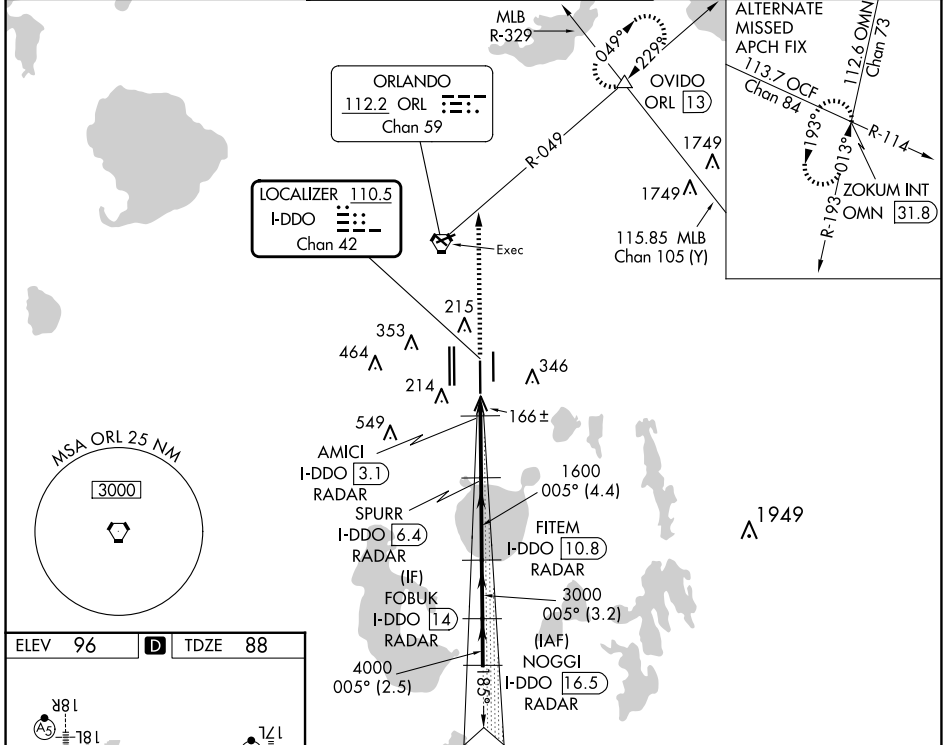 MLB
R-329
049°
229°
OVIDO
ORL 13
ORLANDO
112.2 ORL
Chan 59
R-049
LOCALIZER 110.5
I-DDO
Chan 42
Exec
1749
1749
115.85 MLB
Chan 105 (Y)
ALTERNATE
MISSED
APCH FIX
112.6 OMN
Chan 73
113.7 OCF
Chan 84
193°
013°
R-114
R-193
ZOKUM INT
OMN 31.8
215
353
464
214
346
549
166±
MSA ORL 25 NM
3000
AMICI
I-DDO 3.1
RADAR
SPURR
I-DDO 6.4
RADAR
1600
005° (4.4)
FITEM
I-DDO 10.8
RADAR
1949
(IF)
FOBUK
I-DDO 14
RADAR
3000
005° (3.2)
(IAF)
NOGGI
I-DDO 16.5
RADAR
4000
005° (2.5)
185°
ELEV 96 D TDZE 88
18R
A5
18L
17L